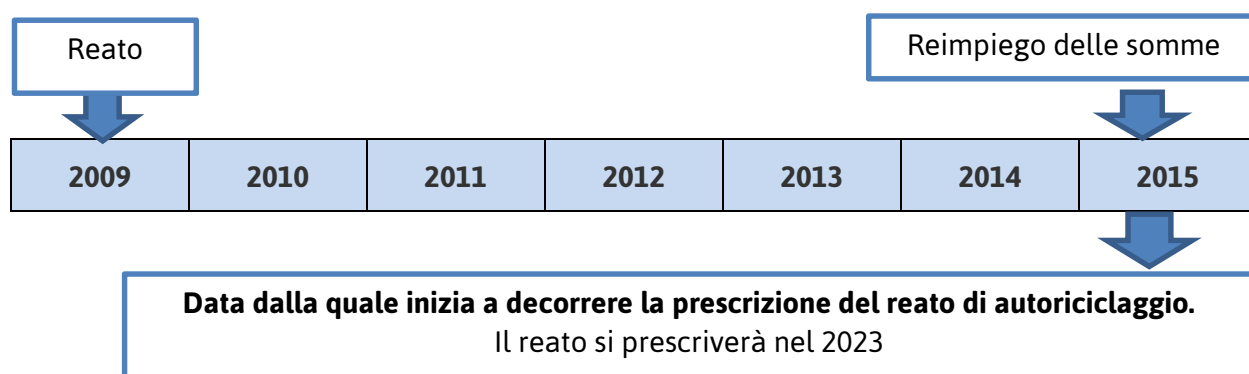 Reato
Reimpiego delle somme
2009 2010 2011 2012 2013 2014 2015
Data dalla quale inizia a decorrere la prescrizione del reato di autoriciclaggio.
Il reato si prescriverà nel 2023